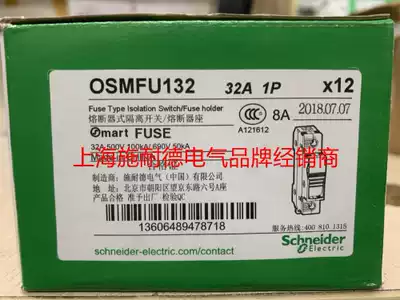 OSMFU132 32A 1P x12
Fuse Type Isolation Switch/Fuse holder
熔断器式隔离开关/熔断器座
CCC 8A 2018.07.07
A121612
Smart FUSE
32A 500V 100kA/690V 50kA
上海施耐德电气品牌经销商
制造商: 施耐德电气(中国)有限公司
地 址: 北京市朝阳区望京东路六号A座
产品合格 准予出厂 检验QC
服务热线:400 810 1315
schneider-electric.com/contact
Schneider
Electric
13606489478718